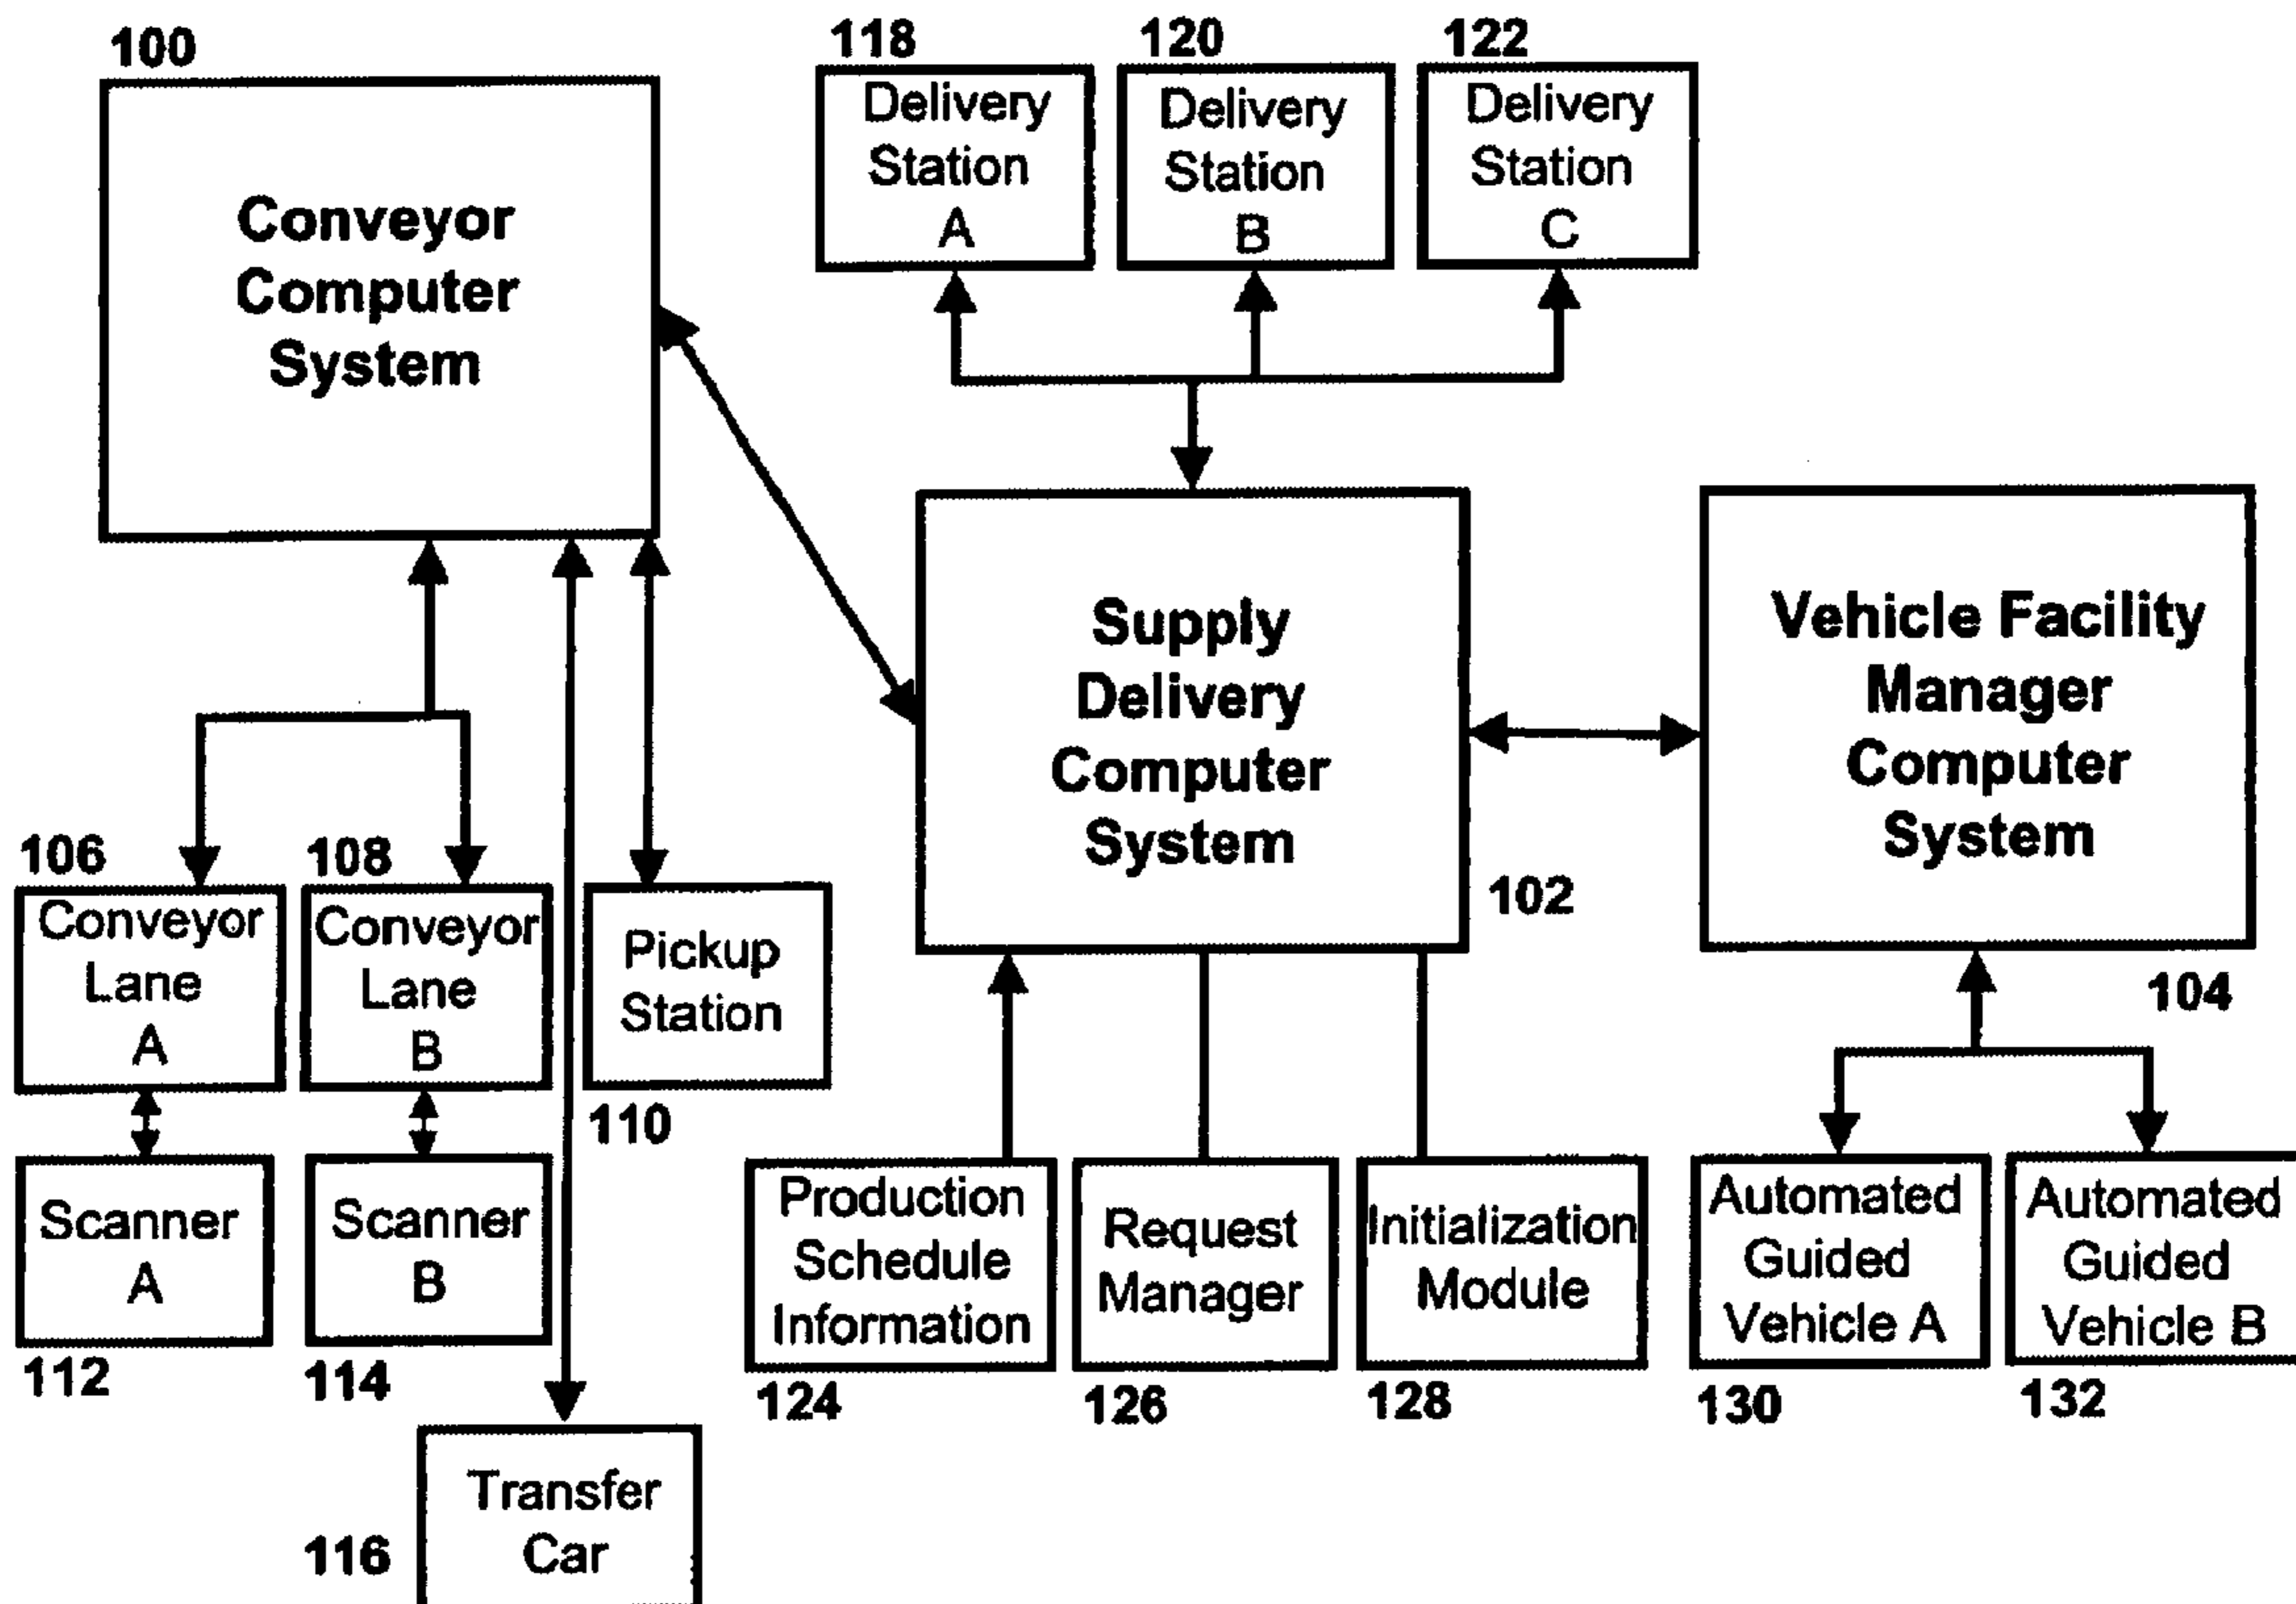 100
Conveyor
Computer
System
118
Delivery
Station
A
120
Delivery
Station
B
122
Delivery
Station
C
Supply
Delivery
Computer
System
102
Vehicle Facility
Manager
Computer
System
104
106
Conveyor
Lane
A
108
Conveyor
Lane
B
Pickup
Station
110
Scanner
A
112
Scanner
B
114
Transfer
Car
116
Production
Schedule
Information
124
Request
Manager
126
Initialization
Module
128
Automated
Guided
Vehicle A
130
Automated
Guided
Vehicle B
132